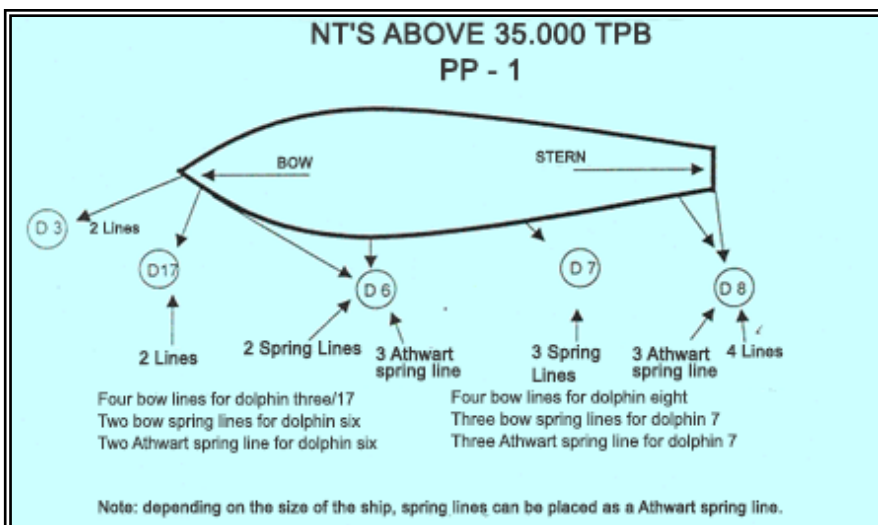 NT'S ABOVE 35.000 TPB
PP - 1
BOW
STERN
D 3
2 Lines
D17
D 6
D 7
D 8
2 Lines
2 Spring Lines
3 Athwart
spring line
3 Spring
Lines
3 Athwart
spring line
4 Lines
Four bow lines for dolphin three/17
Two bow spring lines for dolphin six
Two Athwart spring line for dolphin six
Four bow lines for dolphin eight
Three bow spring lines for dolphin 7
Three Athwart spring line for dolphin 7
Note: depending on the size of the ship, spring lines can be placed as a Athwart spring line.